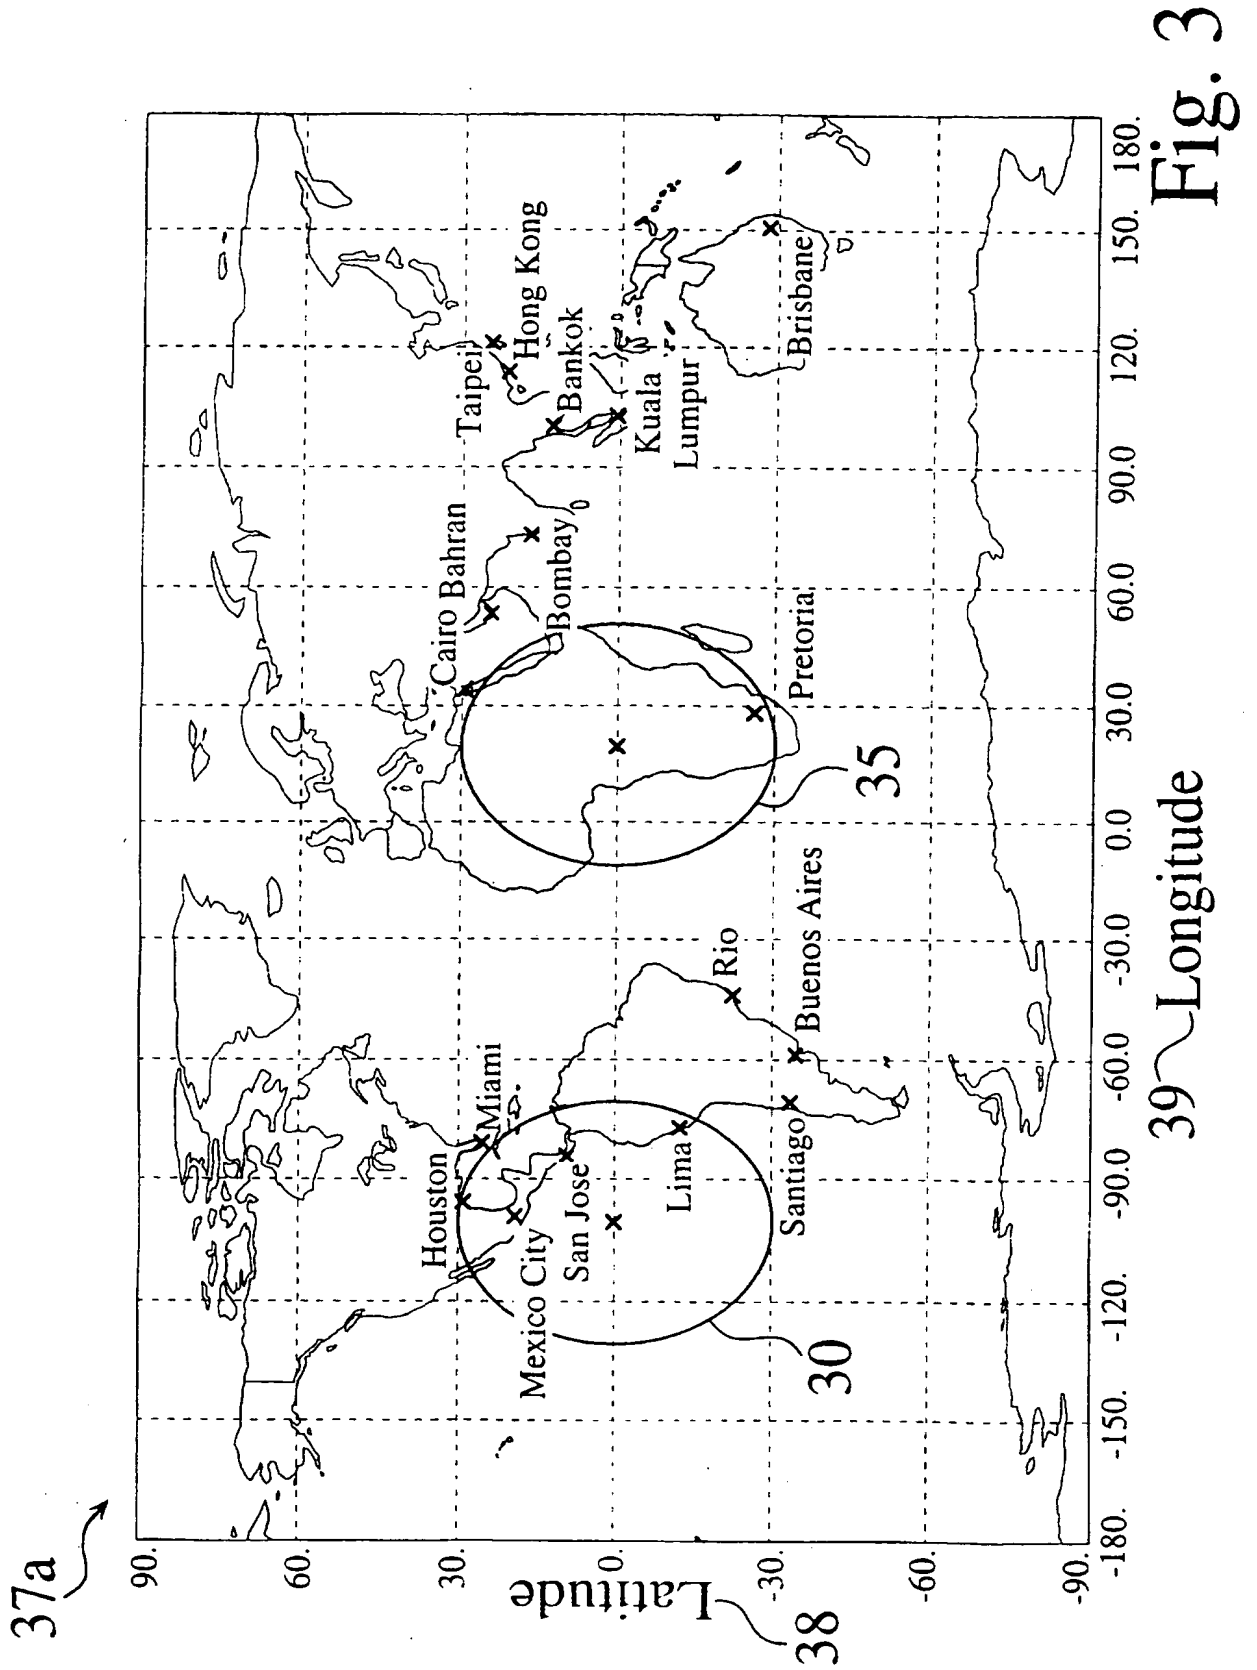 37a
90.
60.
30.
0.
-30.
-60.
-90.
Latitude
38
-180.
-150.
-120.
-90.0
-60.0
-30.0
0.0
30.0
60.0
90.0
120.
150.
180.
39
Longitude
Houston
Miami
Mexico City
San Jose
Lima
Santiago
Rio
Buenos Aires
30
Cairo
Bahran
Bombay
Pretoria
35
Taipei
Hong Kong
Bankok
Kuala
Lumpur
Brisbane
Fig. 3